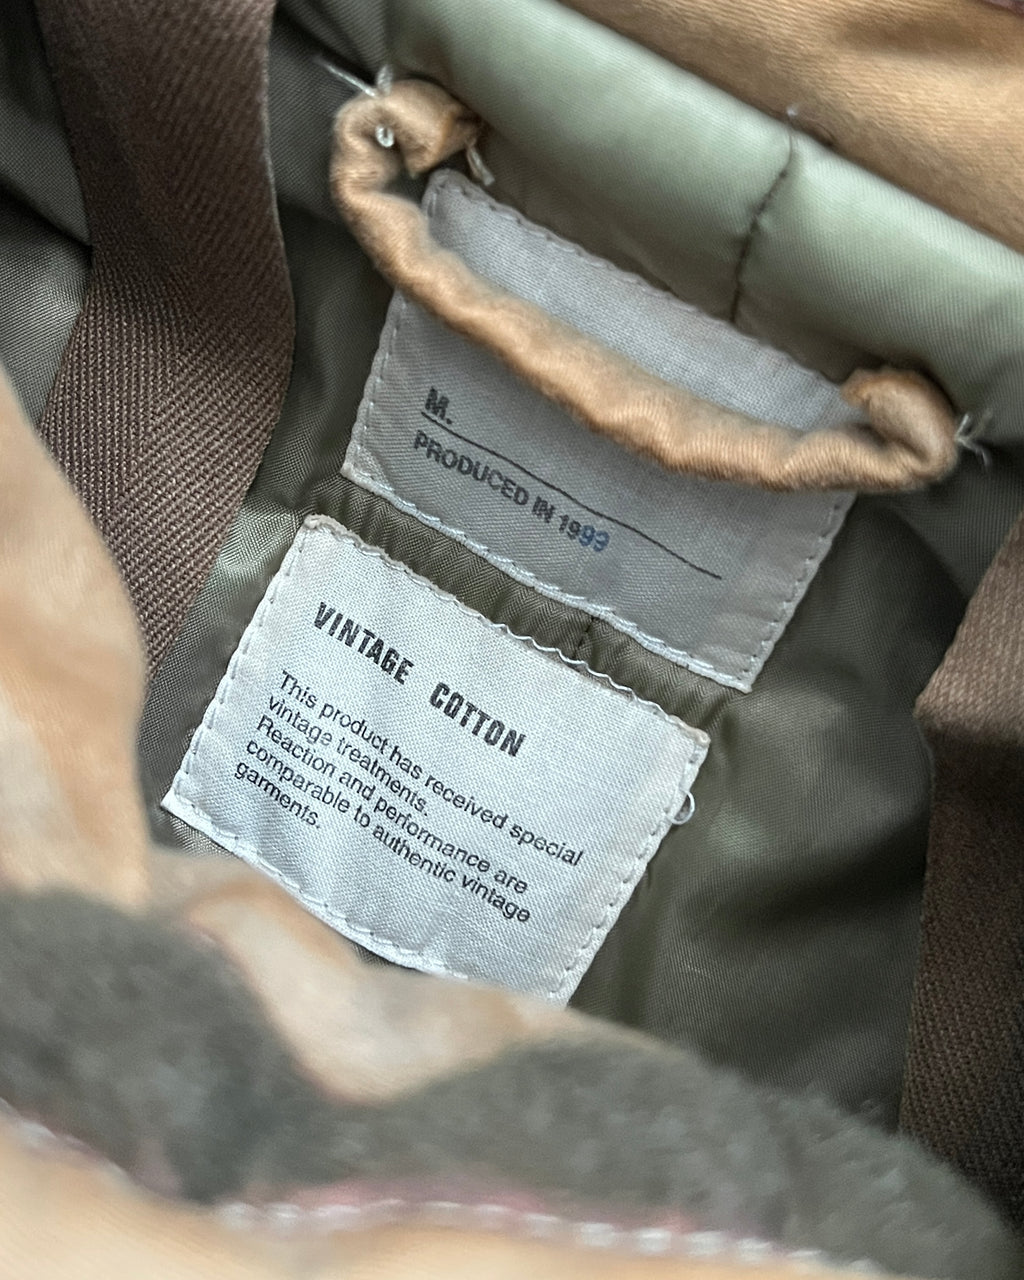 M.
PRODUCED IN 1999
VINTAGE COTTON
This product has received special
vintage treatments.
Reaction and performance are
comparable to authentic vintage
garments.